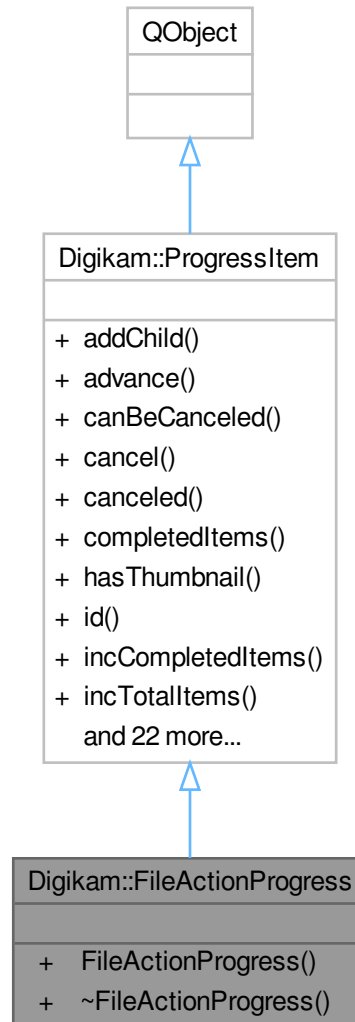 QObject
Digikam::ProgressItem
+ addChild()
+ advance()
+ canBeCanceled()
+ cancel()
+ canceled()
+ completedItems()
+ hasThumbnail()
+ id()
+ incCompletedItems()
+ incTotalItems()
and 22 more...
Digikam::FileActionProgress
+ FileActionProgress()
+ ~FileActionProgress()